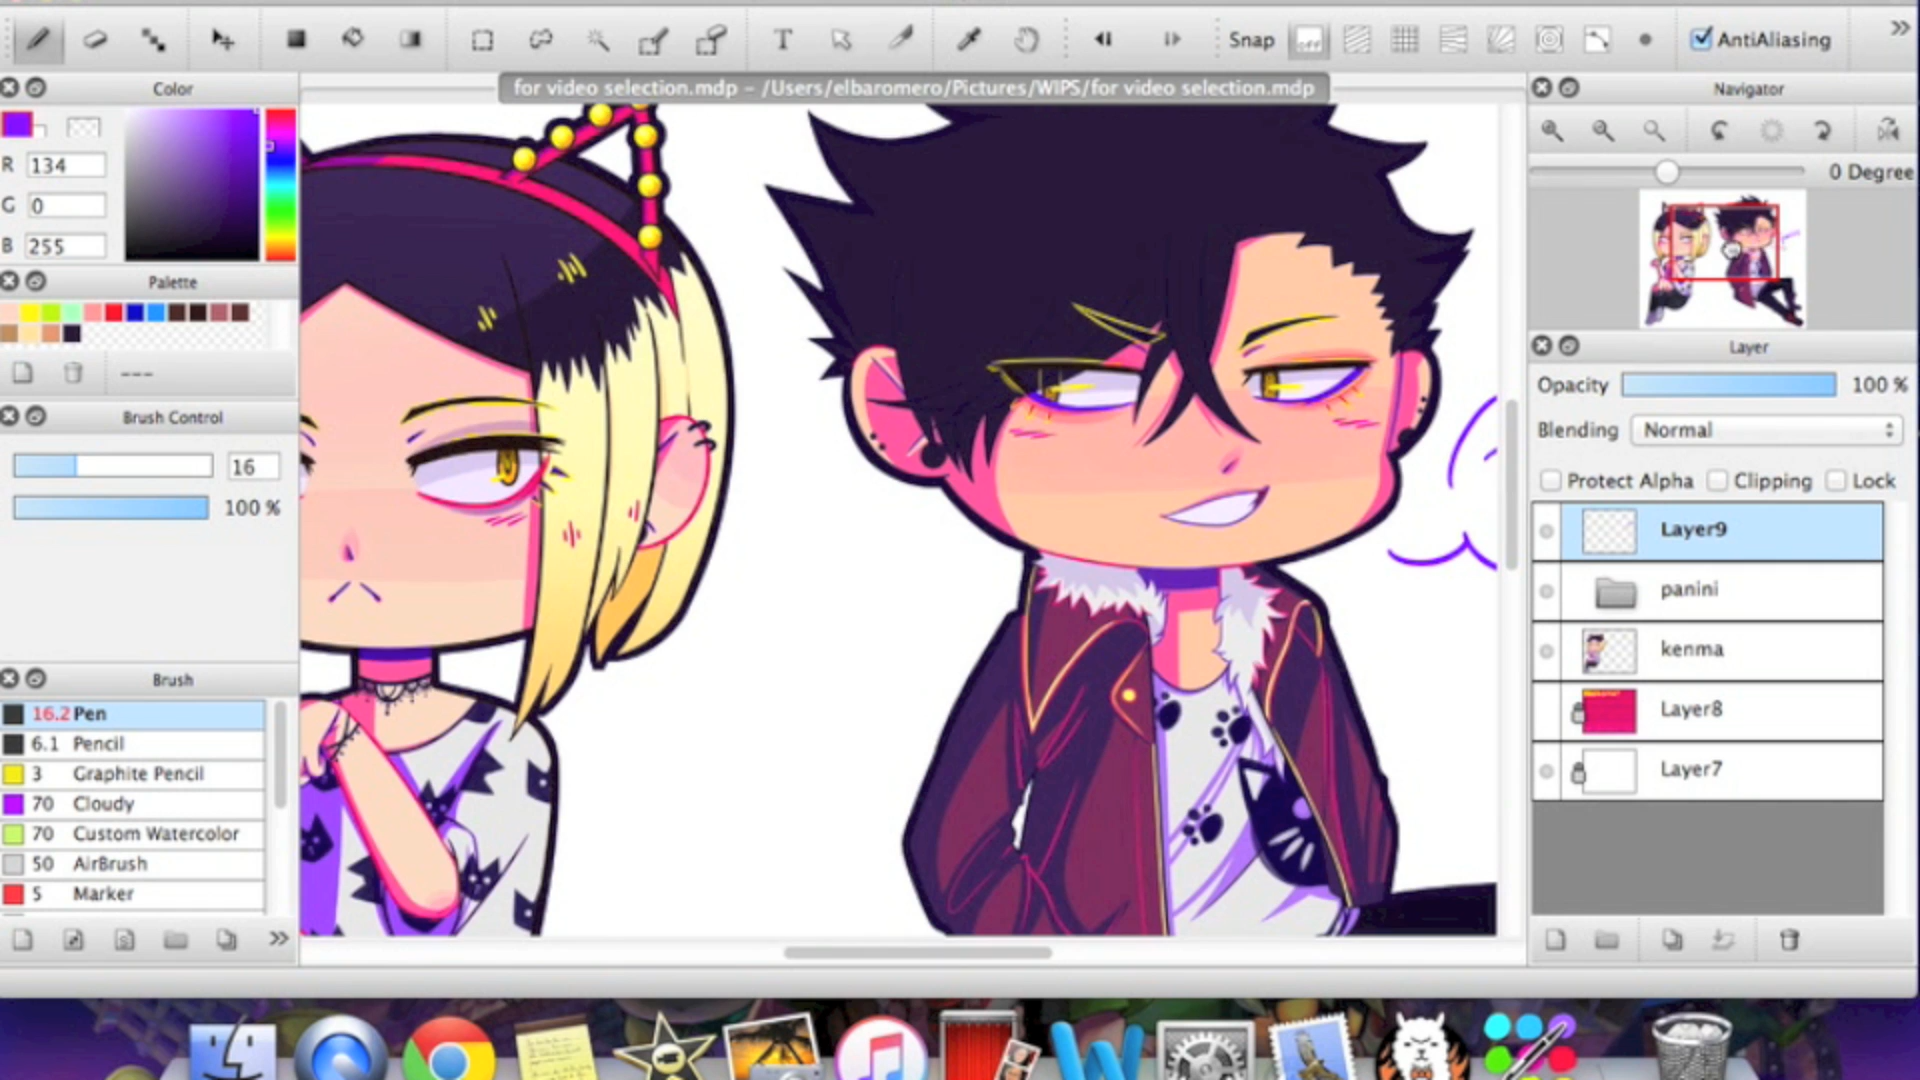 T
Snap
OFF
AntiAliasing
Color
for video selection.mdp – /Users/elbaromero/Pictures/WIPS/for video selection.mdp
Navigator
R 134
G 0
B 255
0 Degree
Palette
---
Layer
Opacity 100 %
Blending Normal
Protect Alpha Clipping Lock
Brush Control
16
100 %
Layer9
panini
kenma
Layer8
Layer7
Brush
16.2 Pen
6.1 Pencil
3 Graphite Pencil
70 Cloudy
70 Custom Watercolor
50 AirBrush
5 Marker